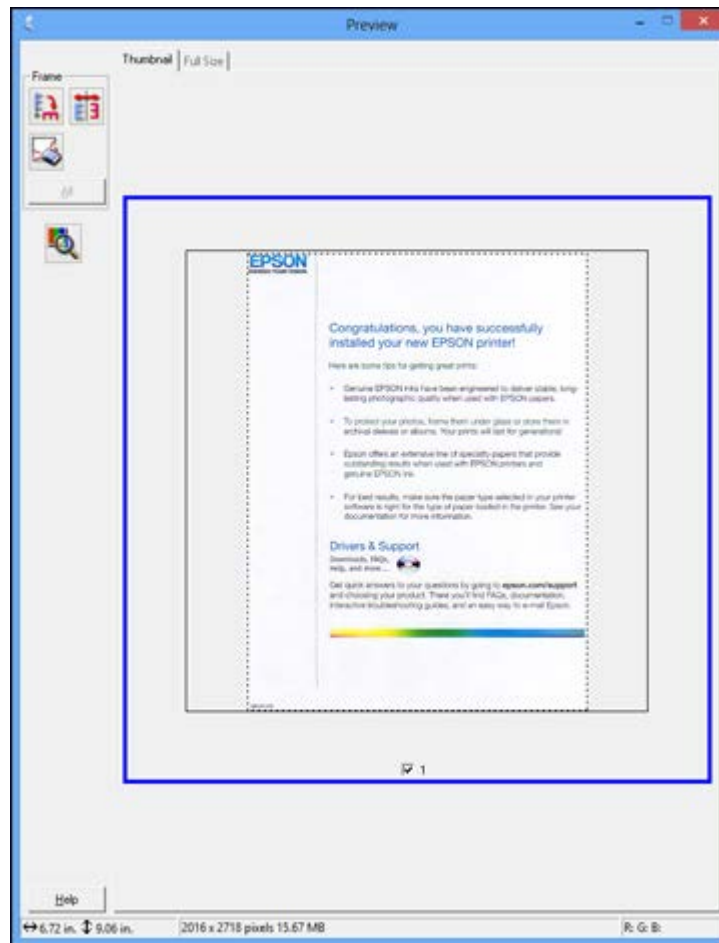 Preview
Thumbnail
Full Size
Frame
All
EPSON
Congratulations, you have successfully
installed your new EPSON printer!
Here are some tips for getting great prints:
• Genuine EPSON inks have been engineered to deliver stable, long-
lasting photographic quality when used with EPSON papers.
• To protect your photos, frame them under glass or store them in
archival sleeves or albums. Your prints will last for generations!
• Epson offers an extensive line of specialty papers that provide
outstanding results when used with EPSON printers and
genuine EPSON ink.
• For best results, make sure the paper type selected in your printer
software is right for the type of paper loaded in the printer. See your
documentation for more information.
Drivers & Support
Downloads, FAQs,
help, and more....
Get quick answers to your questions by going to epson.com/support
and choosing your product. There you'll find FAQs, documentation,
interactive troubleshooting guides, and an easy way to e-mail Epson.
1
Help
6.72 in. 9.06 in.
2016 x 2718 pixels 15.67 MB
R: G: B: